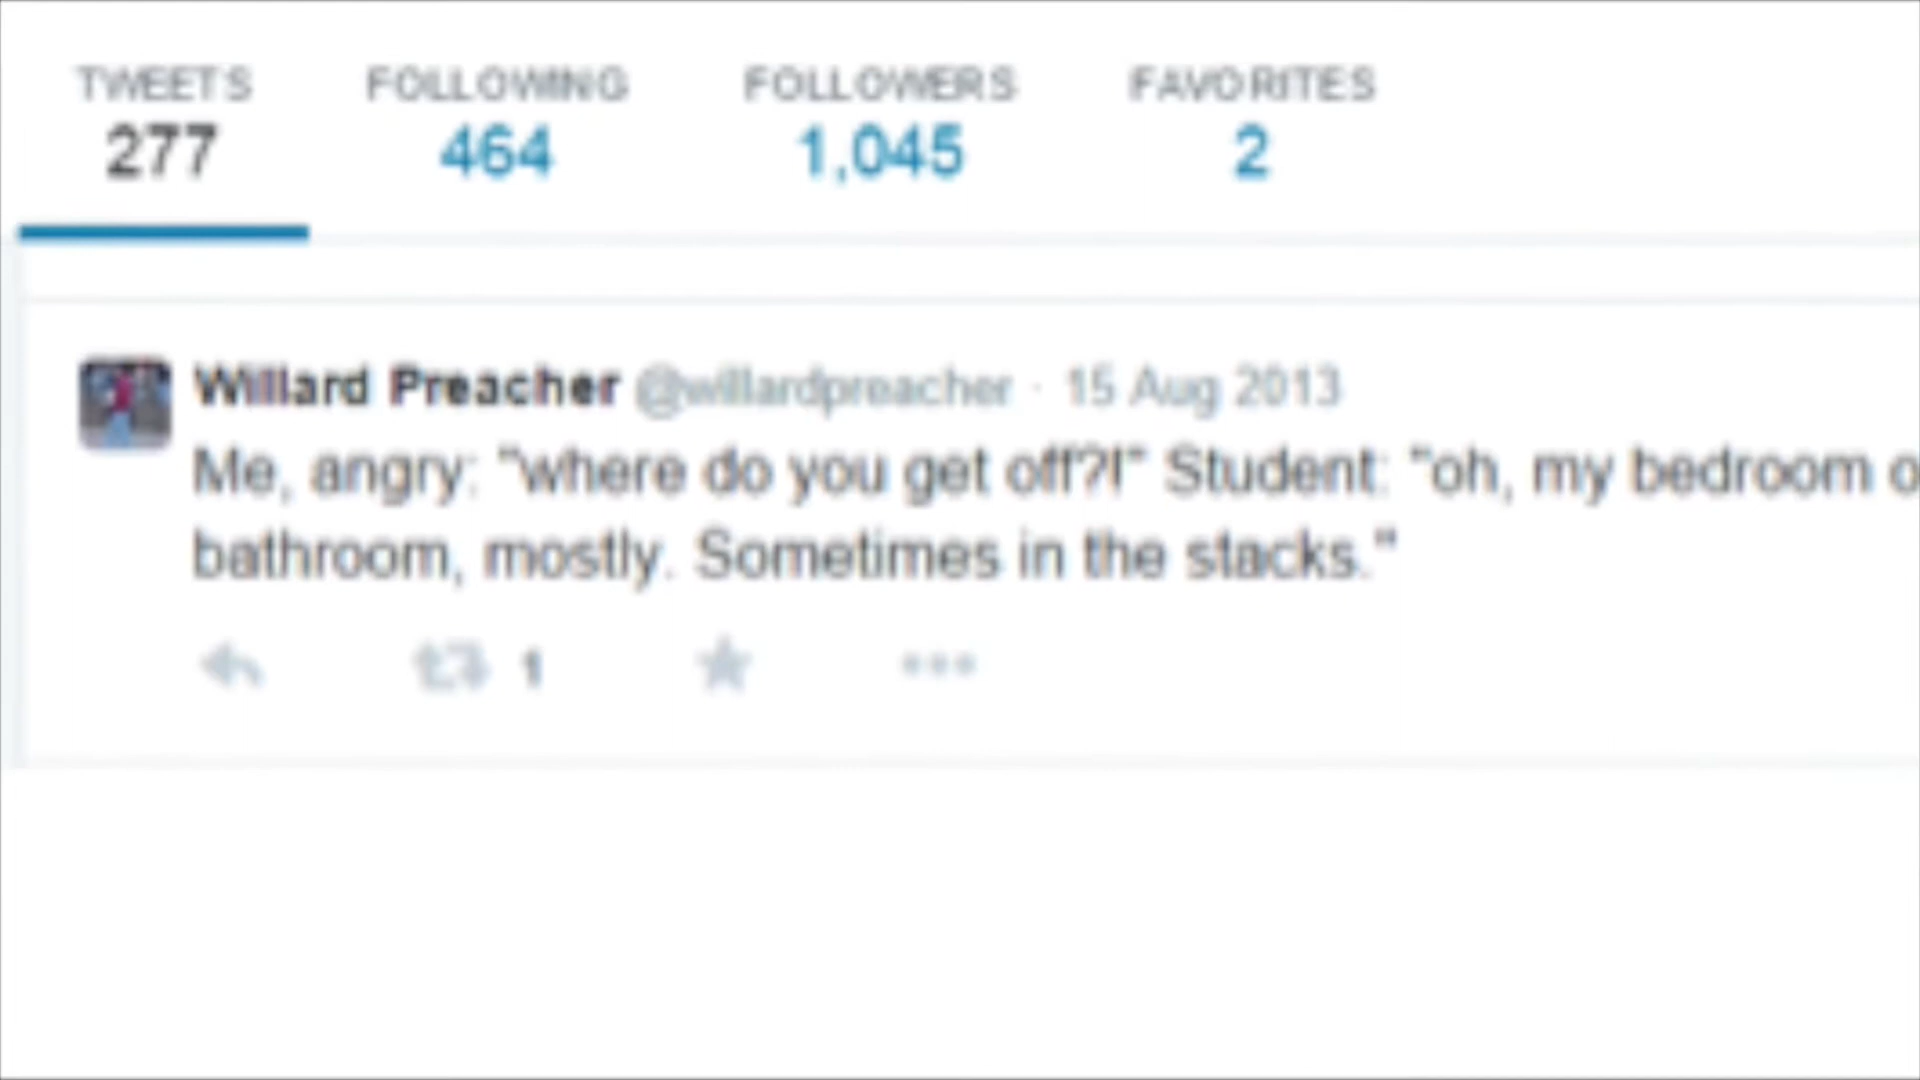 TWEETS FOLLOWING FOLLOWERS FAVORITES
277 464 1,045 2
Willard Preacher @willardpreacher · 15 Aug 2013
Me, angry: "where do you get off?!" Student: "oh, my bedroom o
bathroom, mostly. Sometimes in the stacks."
1